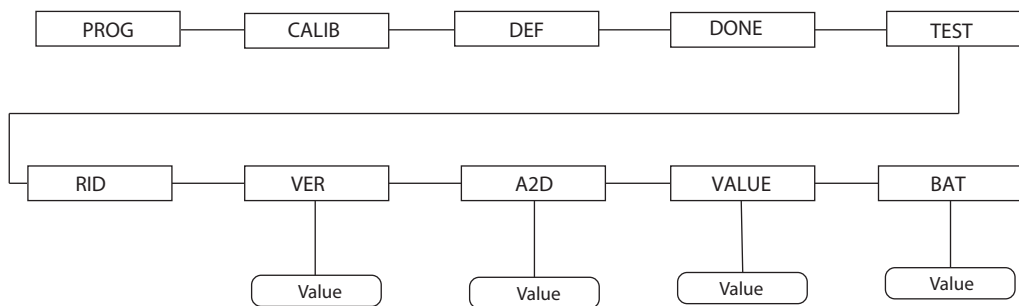 PROG CALIB DEF DONE TEST
RID VER A2D VALUE BAT
Value Value Value Value